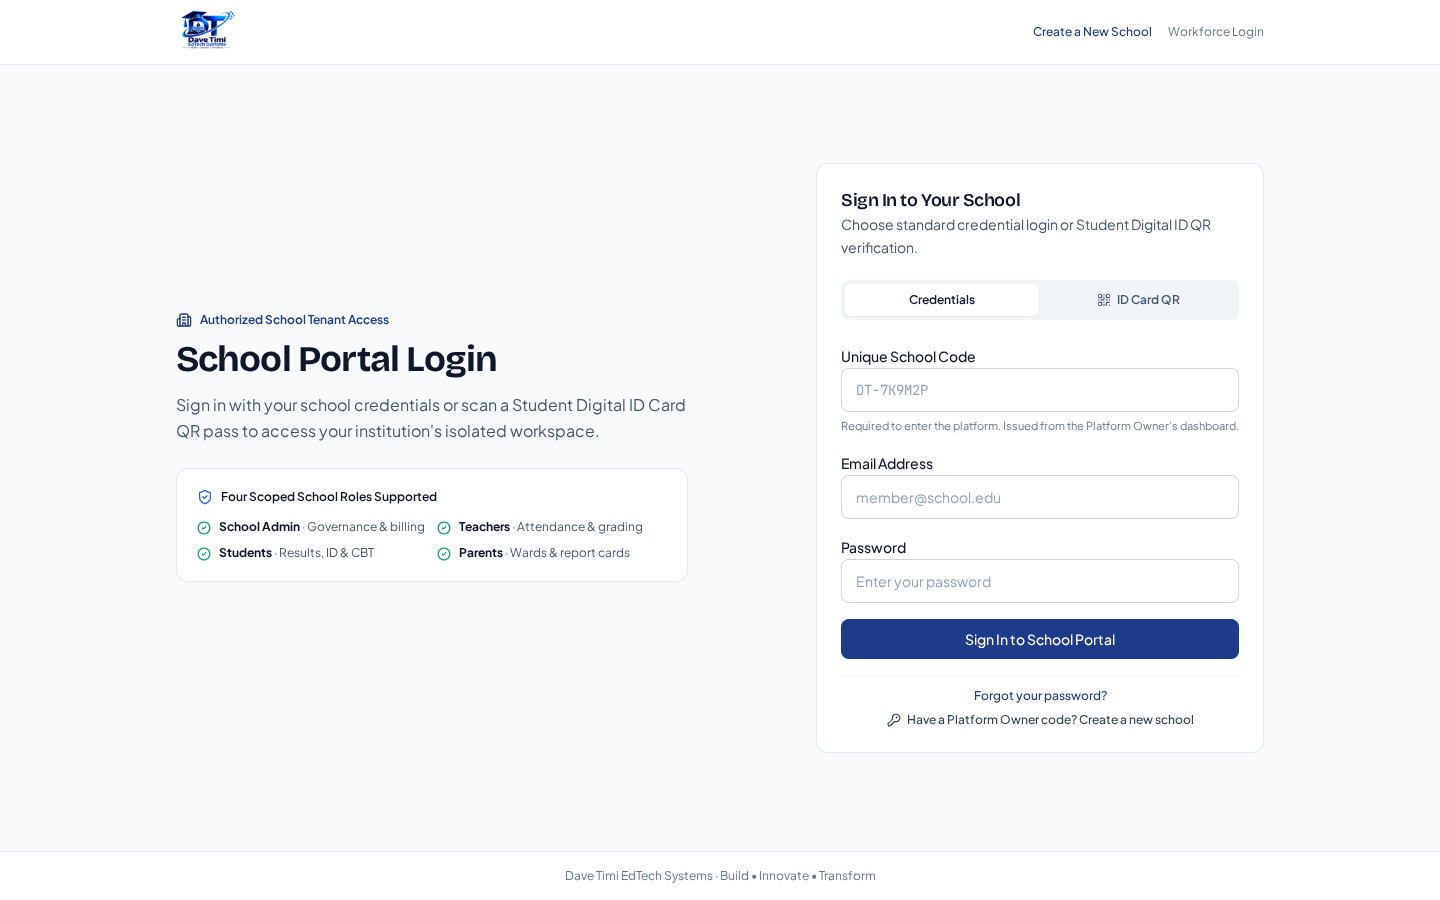 DT
Dave Timi
EdTech Systems
Create a New School
Workforce Login
Authorized School Tenant Access
School Portal Login
Sign in with your school credentials or scan a Student Digital ID Card
QR pass to access your institution's isolated workspace.
Four Scoped School Roles Supported
School Admin · Governance & billing
Teachers · Attendance & grading
Students · Results, ID & CBT
Parents · Wards & report cards
Sign In to Your School
Choose standard credential login or Student Digital ID QR
verification.
Credentials
ID Card QR
Unique School Code
DT-7K9M2P
Required to enter the platform. Issued from the Platform Owner's dashboard.
Email Address
member@school.edu
Password
Enter your password
Sign In to School Portal
Forgot your password?
Have a Platform Owner code? Create a new school
Dave Timi EdTech Systems · Build • Innovate • Transform